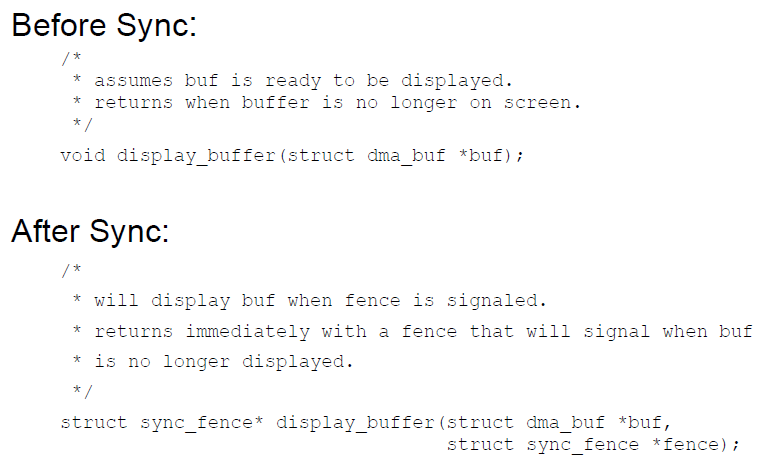 Before Sync:
/*
* assumes buf is ready to be displayed.
* returns when buffer is no longer on screen.
*/
void display_buffer(struct dma_buf *buf);
After Sync:
/*
* will display buf when fence is signaled.
* returns immediately with a fence that will signal when buf
* is no longer displayed.
*/
struct sync_fence* display_buffer(struct dma_buf *buf,
struct sync_fence *fence);